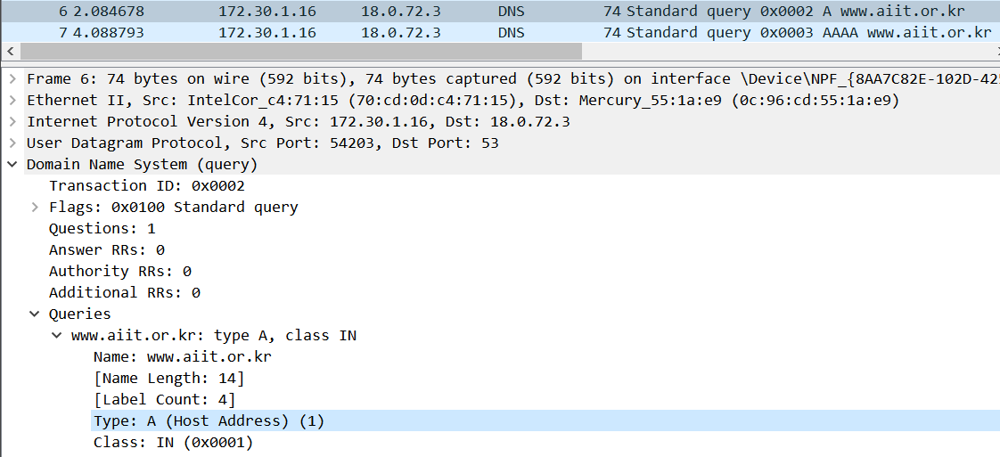 6 2.084678 172.30.1.16 18.0.72.3 DNS 74 Standard query 0x0002 A www.aiit.or.kr
7 4.088793 172.30.1.16 18.0.72.3 DNS 74 Standard query 0x0003 AAAA www.aiit.or.kr
Frame 6: 74 bytes on wire (592 bits), 74 bytes captured (592 bits) on interface \Device\NPF_{8AA7C82E-102D-425
Ethernet II, Src: IntelCor_c4:71:15 (70:cd:0d:c4:71:15), Dst: Mercury_55:1a:e9 (0c:96:cd:55:1a:e9)
Internet Protocol Version 4, Src: 172.30.1.16, Dst: 18.0.72.3
User Datagram Protocol, Src Port: 54203, Dst Port: 53
Domain Name System (query)
Transaction ID: 0x0002
Flags: 0x0100 Standard query
Questions: 1
Answer RRs: 0
Authority RRs: 0
Additional RRs: 0
Queries
www.aiit.or.kr: type A, class IN
Name: www.aiit.or.kr
[Name Length: 14]
[Label Count: 4]
Type: A (Host Address) (1)
Class: IN (0x0001)